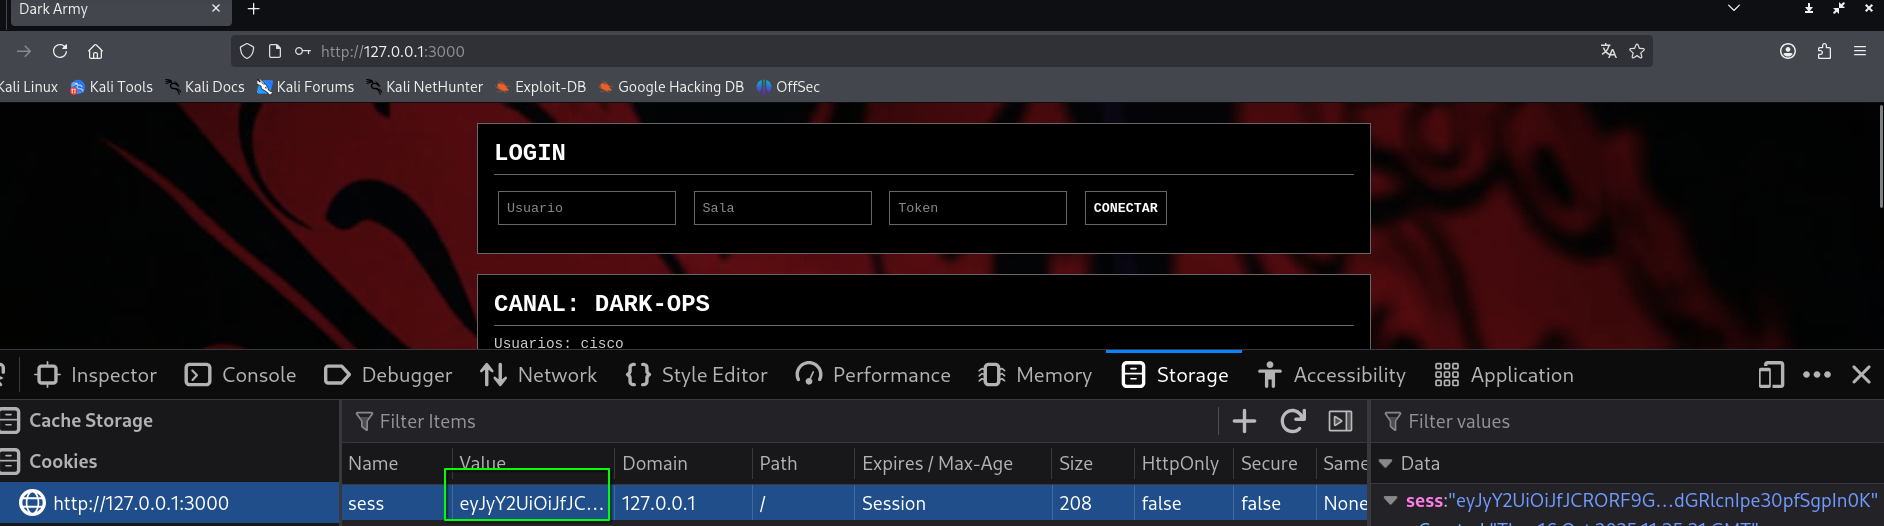 Dark Army
http://127.0.0.1:3000
Kali Linux Kali Tools Kali Docs Kali Forums Kali NetHunter Exploit-DB Google Hacking DB OffSec
LOGIN
Usuario Sala Token CONECTAR
CANAL: DARK-OPS
Usuarios: cisco
Inspector Console Debugger Network Style Editor Performance Memory Storage Accessibility Application
Cache Storage Filter Items Filter values
Cookies Name Value Domain Path Expires / Max-Age Size HttpOnly Secure Same Data
http://127.0.0.1:3000 sess eyJyY2UiOiJfJC... 127.0.0.1 / Session 208 false false None sess:"eyJyY2UiOiJfJCRORF9G...dGRlcnIpe30pfSgpIn0K"